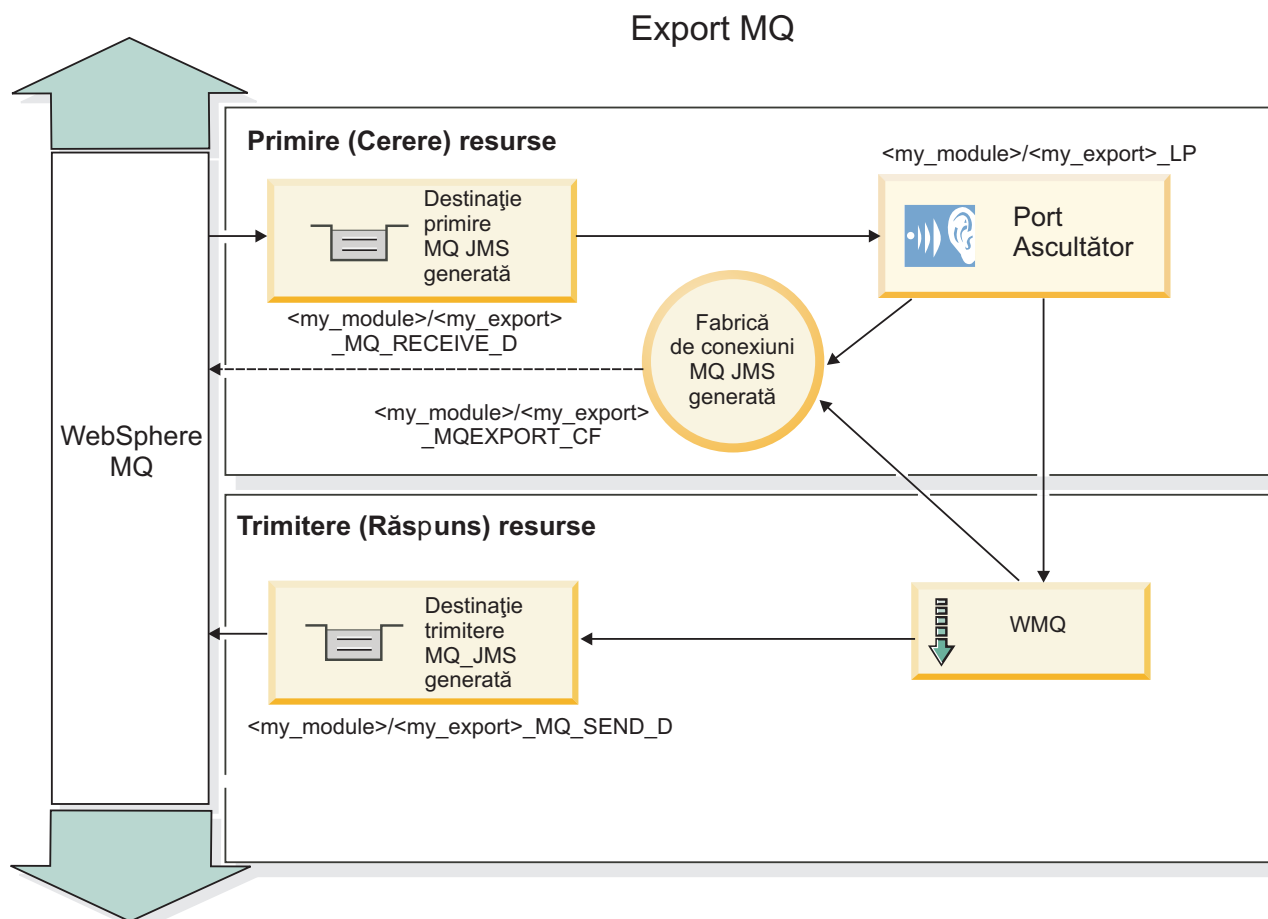 Export MQ
Primire (Cerere) resurse
<my_module>/<my_export>_LP
Destinaţie
primire
MQ JMS
generată
Port
Ascultător
<my_module>/<my_export>
_MQ_RECEIVE_D
Fabrică
de conexiuni
MQ JMS
generată
<my_module>/<my_export>
_MQEXPORT_CF
WebSphere
MQ
Trimitere (Răspuns) resurse
Destinaţie
trimitere
MQ_JMS
generată
WMQ
<my_module>/<my_export>_MQ_SEND_D